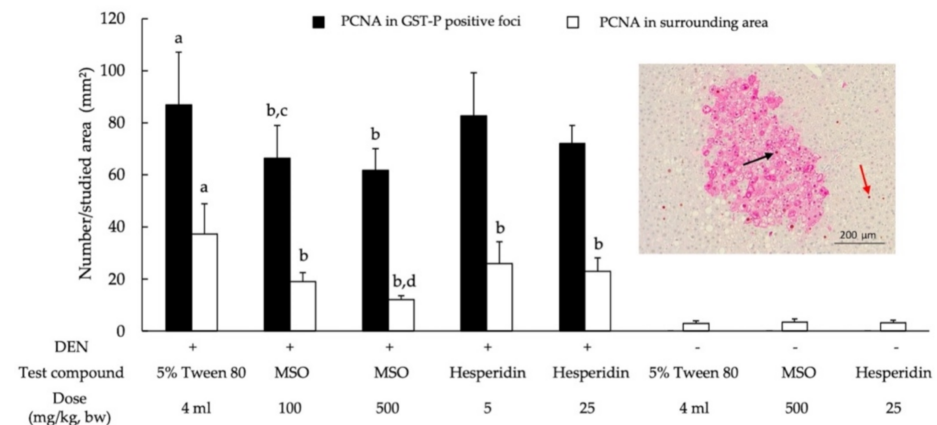 PCNA in GST-P positive foci
PCNA in surrounding area
Number/studied area (mm²)
120
100
80
60
40
20
0
a
a
b,c
b
b
b,d
b
b
200 μm
DEN + + + + + - - -
Test compound 5% Tween 80 MSO MSO Hesperidin Hesperidin 5% Tween 80 MSO Hesperidin
Dose
(mg/kg, bw) 4 ml 100 500 5 25 4 ml 500 25